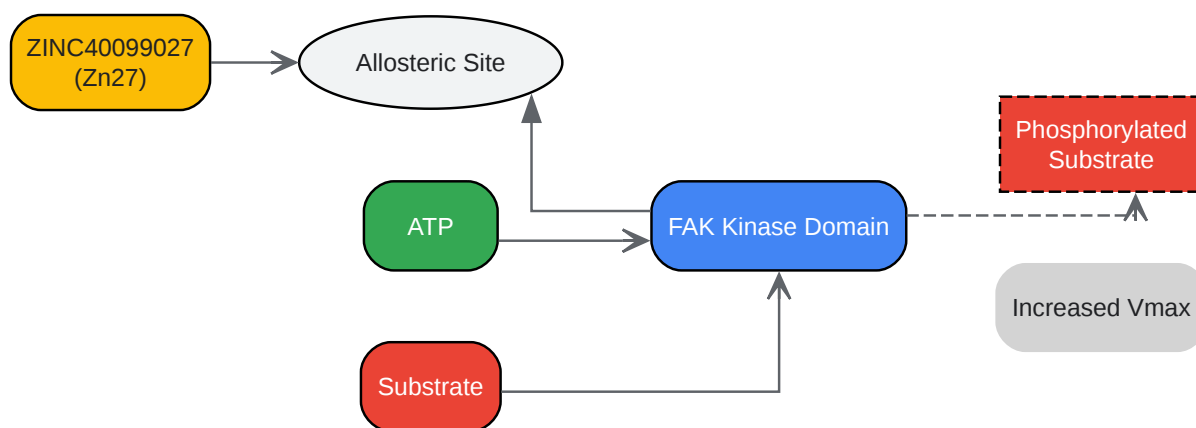 ZINC40099027
(Zn27)
Allosteric Site
Phosphorylated
Substrate
ATP
FAK Kinase Domain
Increased Vmax
Substrate